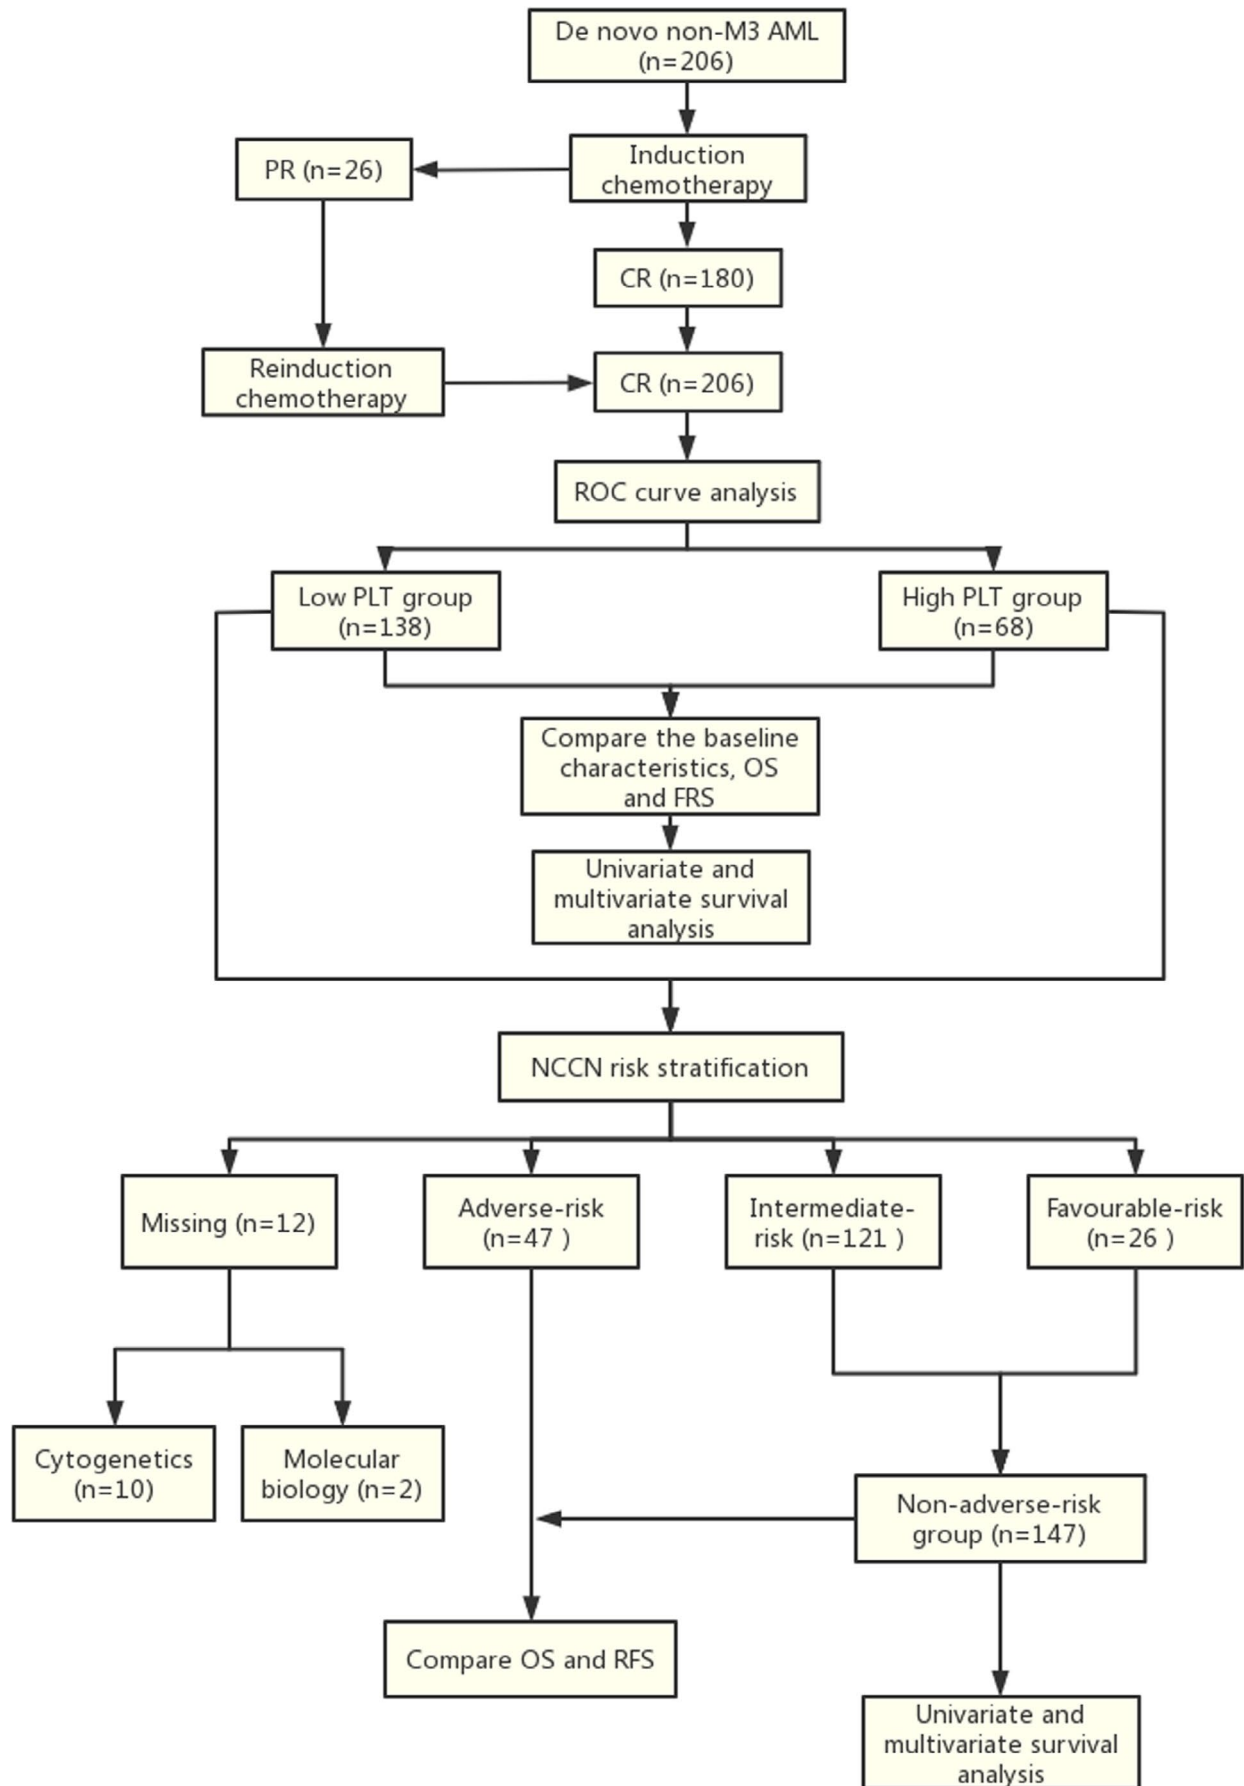 De novo non-M3 AML
(n=206)
Induction
chemotherapy
PR (n=26)
CR (n=180)
Reinduction
chemotherapy
CR (n=206)
ROC curve analysis
Low PLT group
(n=138)
High PLT group
(n=68)
Compare the baseline
characteristics, OS
and FRS
Univariate and
multivariate survival
analysis
NCCN risk stratification
Missing (n=12)
Adverse-risk
(n=47 )
Intermediate-
risk (n=121 )
Favourable-risk
(n=26 )
Cytogenetics
(n=10)
Molecular
biology (n=2)
Non-adverse-risk
group (n=147)
Compare OS and RFS
Univariate and
multivariate survival
analysis